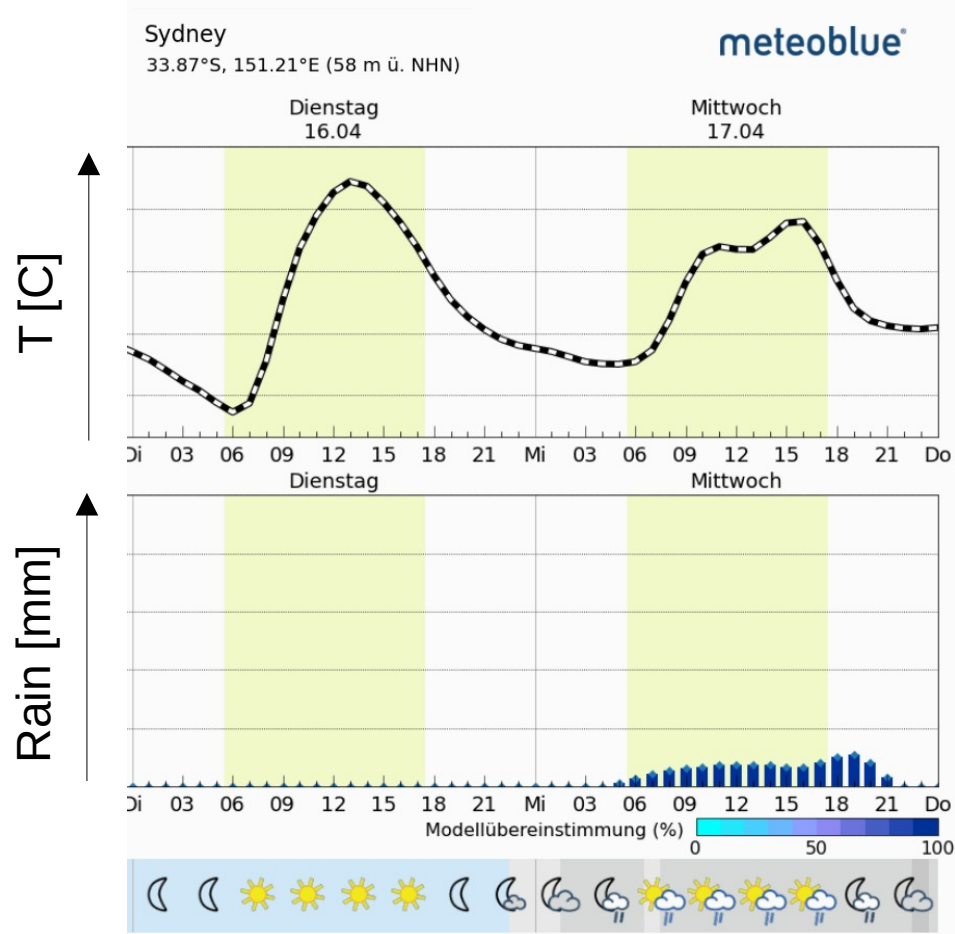 Sydney
meteoblue®
33.87°S, 151.21°E (58 m ü. NHN)
Dienstag Mittwoch
16.04 17.04
T [C]
Di 03 06 09 12 15 18 21 Mi 03 06 09 12 15 18 21 Do
Dienstag Mittwoch
Rain [mm]
Di 03 06 09 12 15 18 21 Mi 03 06 09 12 15 18 21 Do
Modellübereinstimmung (%)
0 50 100